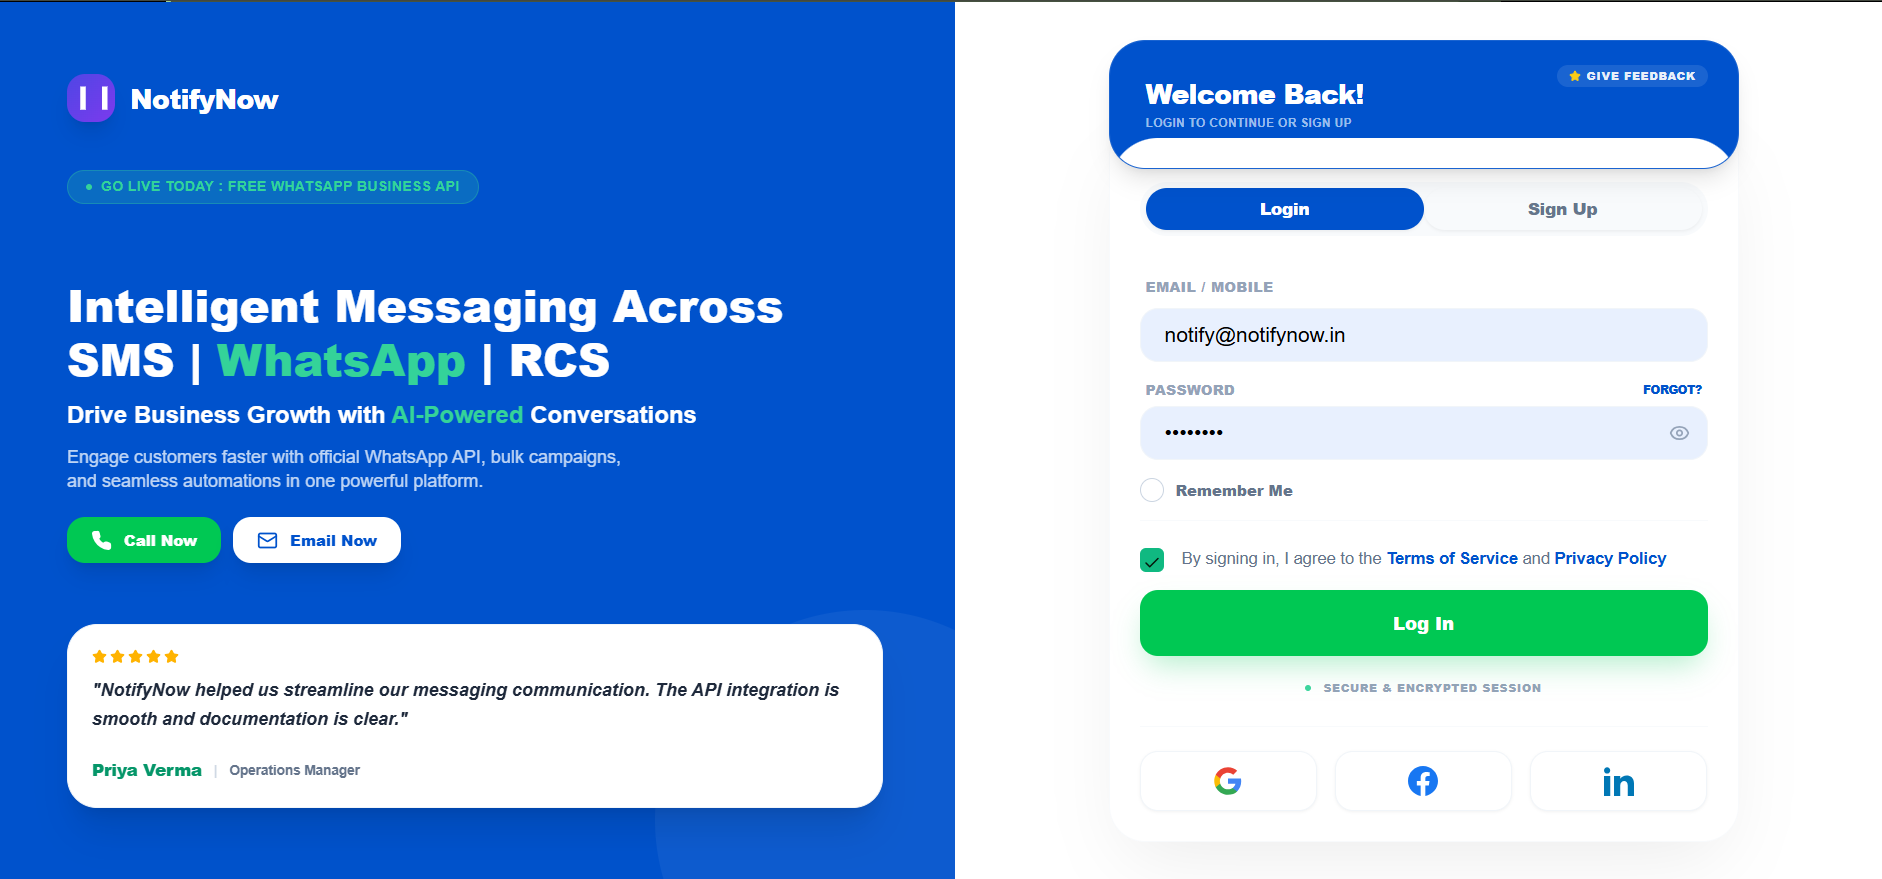 NotifyNow
GO LIVE TODAY : FREE WHATSAPP BUSINESS API
Intelligent Messaging Across
SMS | WhatsApp | RCS
Drive Business Growth with AI-Powered Conversations
Engage customers faster with official WhatsApp API, bulk campaigns,
and seamless automations in one powerful platform.
Call Now
Email Now
"NotifyNow helped us streamline our messaging communication. The API integration is
smooth and documentation is clear."
Priya Verma | Operations Manager
GIVE FEEDBACK
Welcome Back!
LOGIN TO CONTINUE OR SIGN UP
Login
Sign Up
EMAIL / MOBILE
notify@notifynow.in
PASSWORD
FORGOT?
••••••••
Remember Me
By signing in, I agree to the Terms of Service and Privacy Policy
Log In
SECURE & ENCRYPTED SESSION